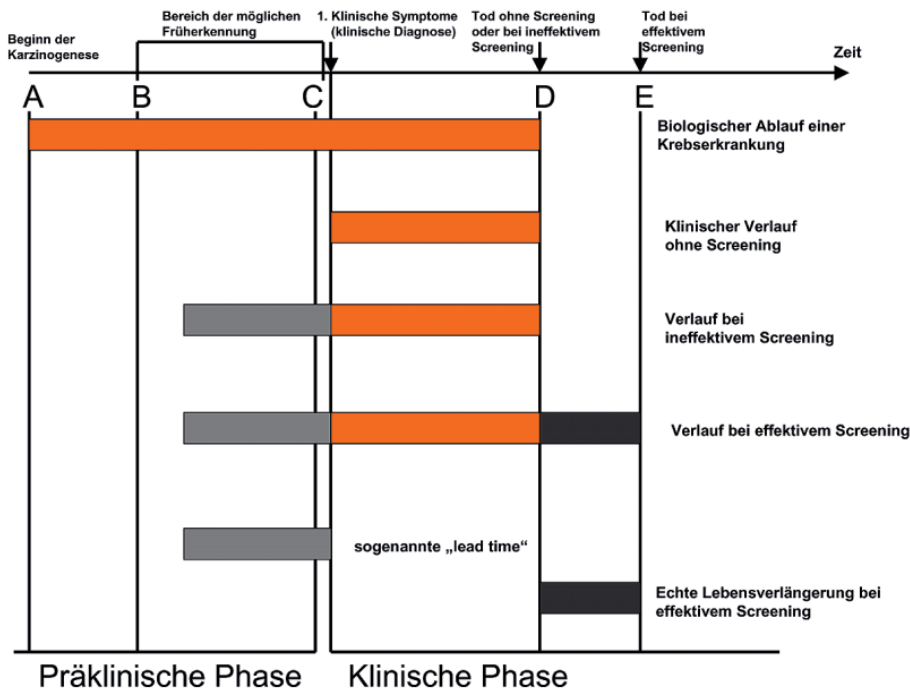 Beginn der
Karzinogenese
Bereich der möglichen
Früherkennung
1. Klinische Symptome
(klinische Diagnose)
Tod ohne Screening
oder bei ineffektivem
Screening
Tod bei
effektivem
Screening
Zeit
A
B
C
D
E
Biologischer Ablauf einer
Krebserkrankung
Klinischer Verlauf
ohne Screening
Verlauf bei
ineffektivem Screening
Verlauf bei effektivem Screening
sogenannte „lead time“
Echte Lebensverlängerung bei
effektivem Screening
Präklinische Phase
Klinische Phase